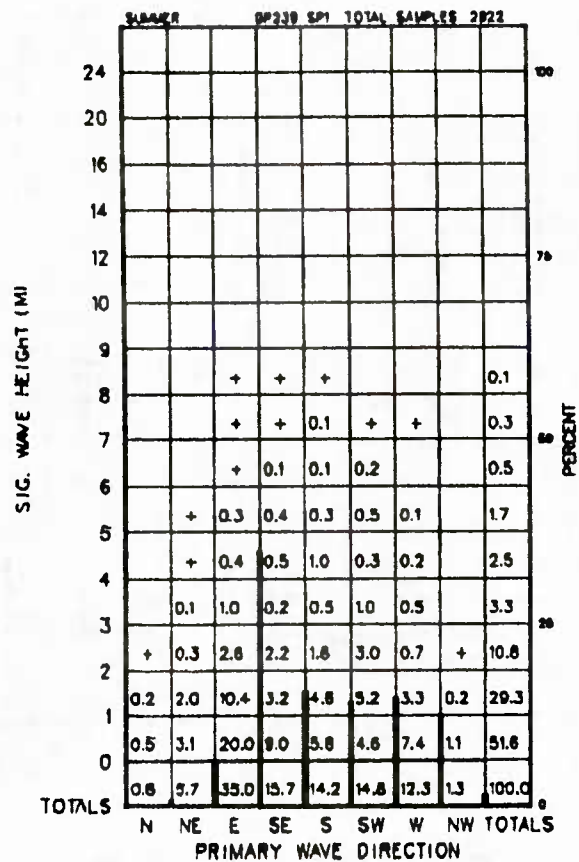 SUMMER GP239 SP1 TOTAL SAMPLES 2922
24 100
20
16
14
12 75
10
9
+ + + 0.1
8
+ + 0.1 + + 0.3
7 50
+ 0.1 0.1 0.2 0.5
6
+ 0.3 0.4 0.3 0.5 0.1 1.7
5
+ 0.4 0.5 1.0 0.3 0.2 2.5
4
0.1 1.0 0.2 0.5 1.0 0.5 3.3
3 25
+ 0.3 2.6 2.2 1.8 3.0 0.7 + 10.8
2
0.2 2.0 10.4 3.2 4.8 5.2 3.3 0.2 29.3
1
0.5 3.1 20.0 9.0 5.8 4.6 7.4 1.1 51.6
0
TOTALS 0.8 5.7 35.0 15.7 14.2 14.8 12.3 1.3 100.0 0
N NE E SE S SW W NW TOTALS
PRIMARY WAVE DIRECTION
SIG. WAVE HEIGHT (M)
PERCENT